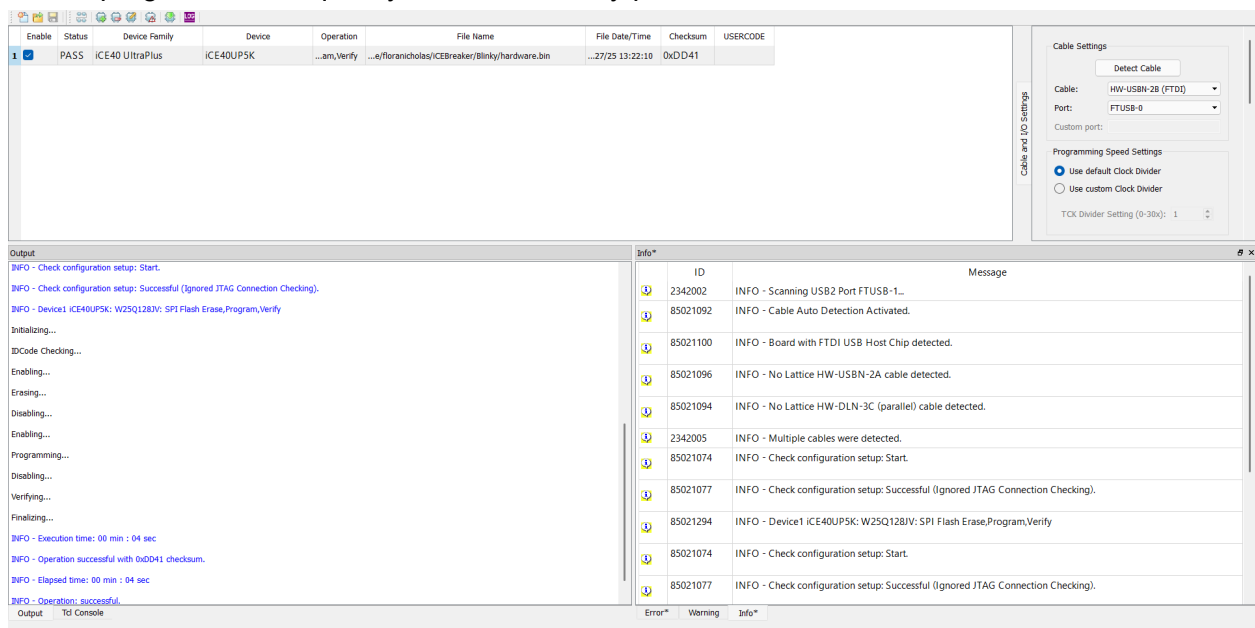 LOG
Enable Status Device Family Device Operation File Name File Date/Time Checksum USERCODE
1 PASS iCE40 UltraPlus iCE40UP5K ...am,Verify ...e/floranicholas/iCEBreaker/Blinky/hardware.bin ...27/25 13:22:10 0xDD41
Cable and I/O Settings
Cable Settings
Detect Cable
Cable: HW-USBN-2B (FTDI)
Port: FTUSB-0
Custom port:
Programming Speed Settings
Use default Clock Divider
Use custom Clock Divider
TCK Divider Setting (0-30x): 1
Output
INFO - Check configuration setup: Start.
INFO - Check configuration setup: Successful (Ignored JTAG Connection Checking).
INFO - Device1 iCE40UP5K: W25Q128JV: SPI Flash Erase,Program,Verify
Initializing...
IDCode Checking...
Enabling...
Erasing...
Disabling...
Enabling...
Programming...
Disabling...
Verifying...
Finalizing...
INFO - Execution time: 00 min : 04 sec
INFO - Operation successful with 0xDD41 checksum.
INFO - Elapsed time: 00 min : 04 sec
INFO - Operation: successful.
Output Tcl Console
Info*
ID Message
2342002 INFO - Scanning USB2 Port FTUSB-1...
85021092 INFO - Cable Auto Detection Activated.
85021100 INFO - Board with FTDI USB Host Chip detected.
85021096 INFO - No Lattice HW-USBN-2A cable detected.
85021094 INFO - No Lattice HW-DLN-3C (parallel) cable detected.
2342005 INFO - Multiple cables were detected.
85021074 INFO - Check configuration setup: Start.
85021077 INFO - Check configuration setup: Successful (Ignored JTAG Connection Checking).
85021294 INFO - Device1 iCE40UP5K: W25Q128JV: SPI Flash Erase,Program,Verify
85021074 INFO - Check configuration setup: Start.
85021077 INFO - Check configuration setup: Successful (Ignored JTAG Connection Checking).
Error* Warning Info*